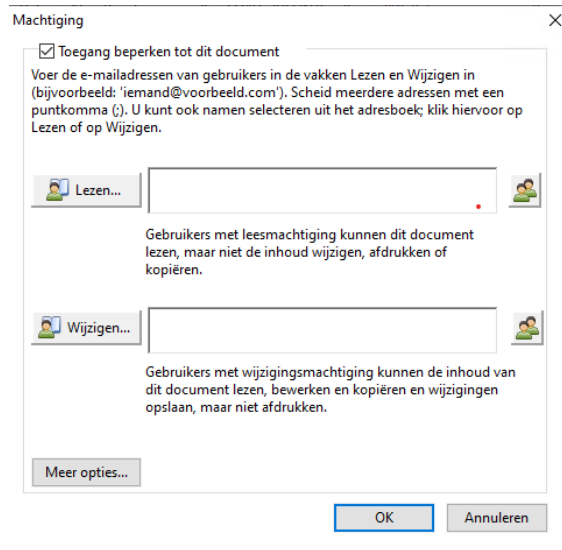 Machtiging
Toegang beperken tot dit document
Voer de e-mailadressen van gebruikers in de vakken Lezen en Wijzigen in
(bijvoorbeeld: 'iemand@voorbeeld.com'). Scheid meerdere adressen met een
puntkomma (;). U kunt ook namen selecteren uit het adresboek; klik hiervoor op
Lezen of op Wijzigen.
Lezen...
Gebruikers met leesmachtiging kunnen dit document
lezen, maar niet de inhoud wijzigen, afdrukken of
kopiëren.
Wijzigen...
Gebruikers met wijzigingsmachtiging kunnen de inhoud van
dit document lezen, bewerken en kopiëren en wijzigingen
opslaan, maar niet afdrukken.
Meer opties...
OK
Annuleren